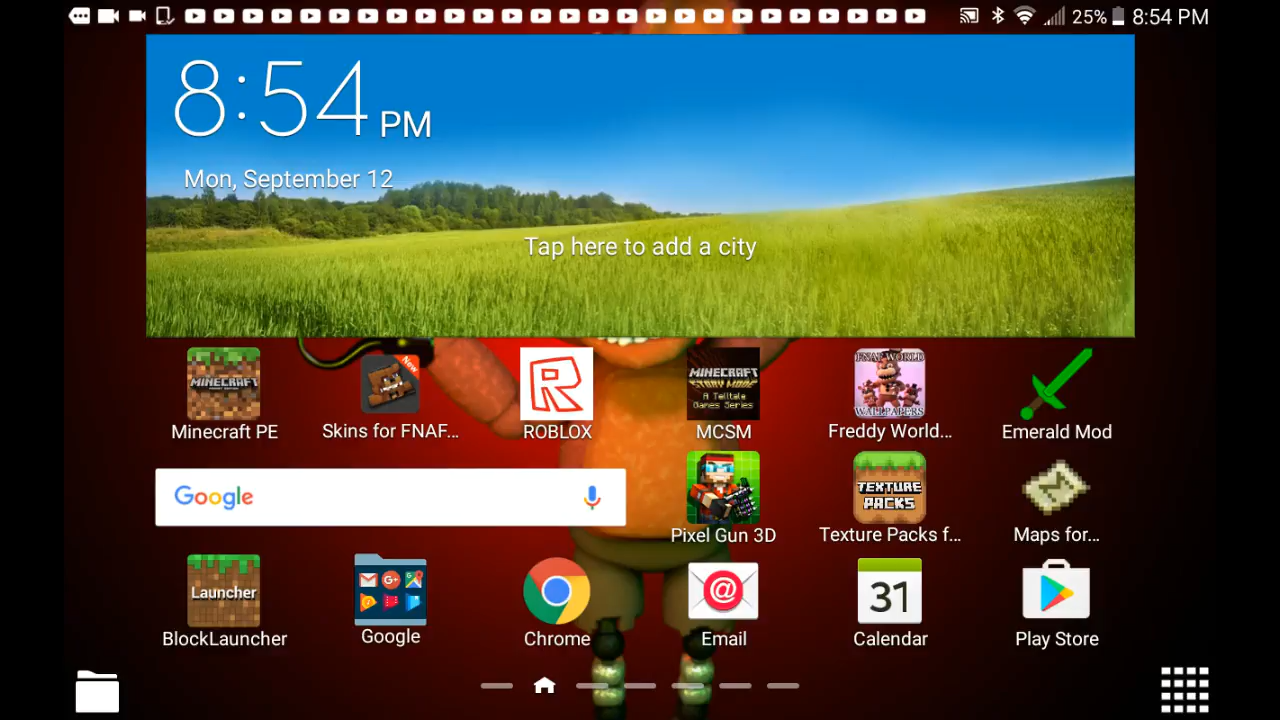 25% 8:54 PM
8:54 PM
Mon, September 12
Tap here to add a city
MINECRAFT
New
MINECRAFT
STORY MODE
A Telltale
Games Series
FNAF WORLD
WALLPAPERS
Minecraft PE
Skins for FNAF...
ROBLOX
MCSM
Freddy World...
Emerald Mod
Google
TEXTURE
PACKS
Pixel Gun 3D
Texture Packs f...
Maps for...
Launcher
31
BlockLauncher
Google
Chrome
Email
Calendar
Play Store